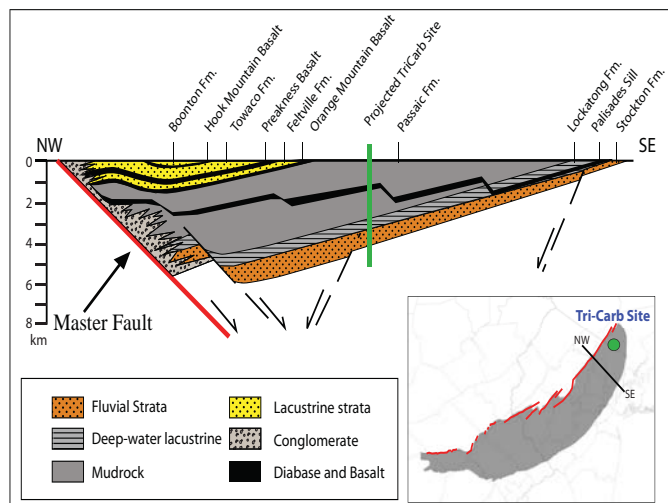 Boonton Fm.
Hook Mountain Basalt
Towaco Fm.
Preakness Basalt
Feltville Fm.
Orange Mountain Basalt
Projected TriCarb Site
Passaic Fm.
Lockatong Fm.
Palisades Sill
Stockton Fm.
NW
SE
0
2
4
6
8
km
Master Fault
Tri-Carb Site
NW
SE
Fluvial Strata
Lacustrine strata
Deep-water lacustrine
Conglomerate
Mudrock
Diabase and Basalt